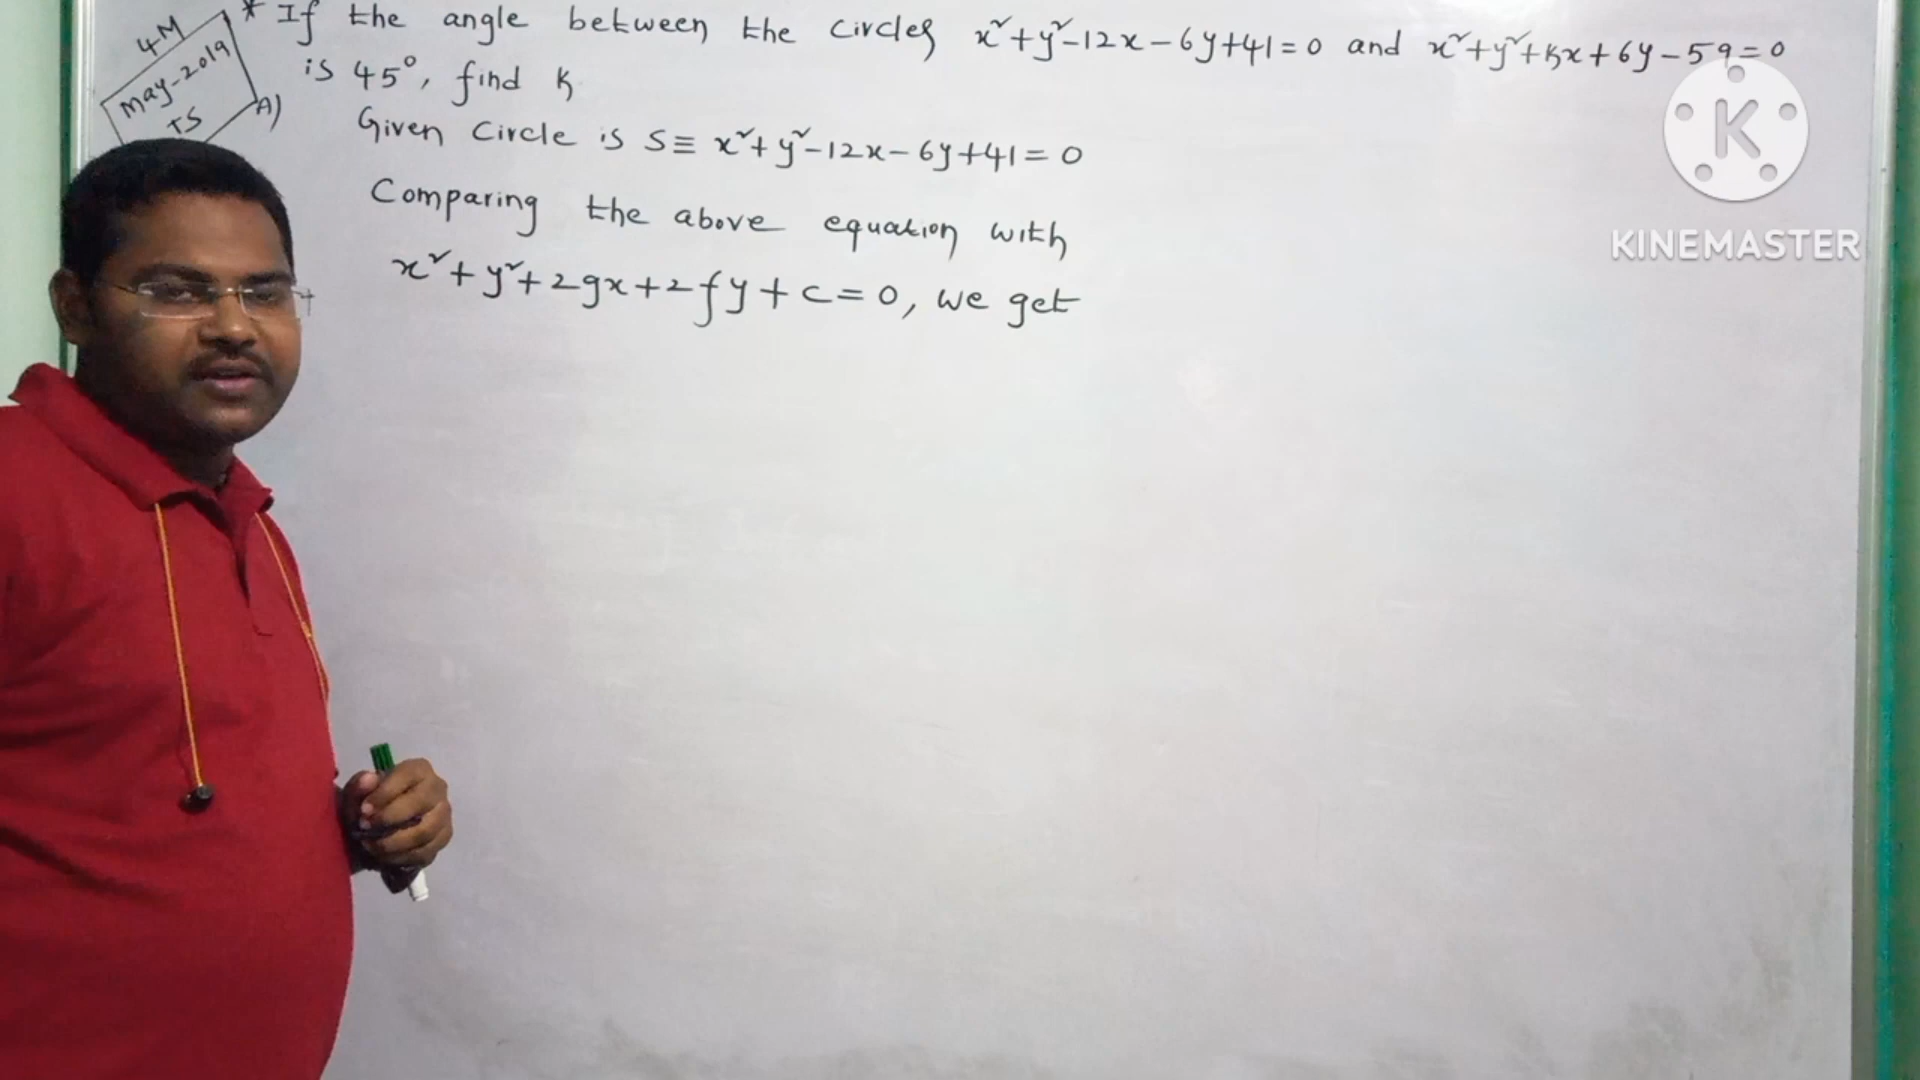 4M
May-2019
TS
* If the angle between the circles x²+y²-12x-6y+41=0 and x²+y²+kx+6y-59=0
is 45°, find k
A) Given Circle is S≡ x²+y²-12x-6y+41=0
Comparing the above equation with
x²+y²+2gx+2fy+c=0, we get
K
KINEMASTER